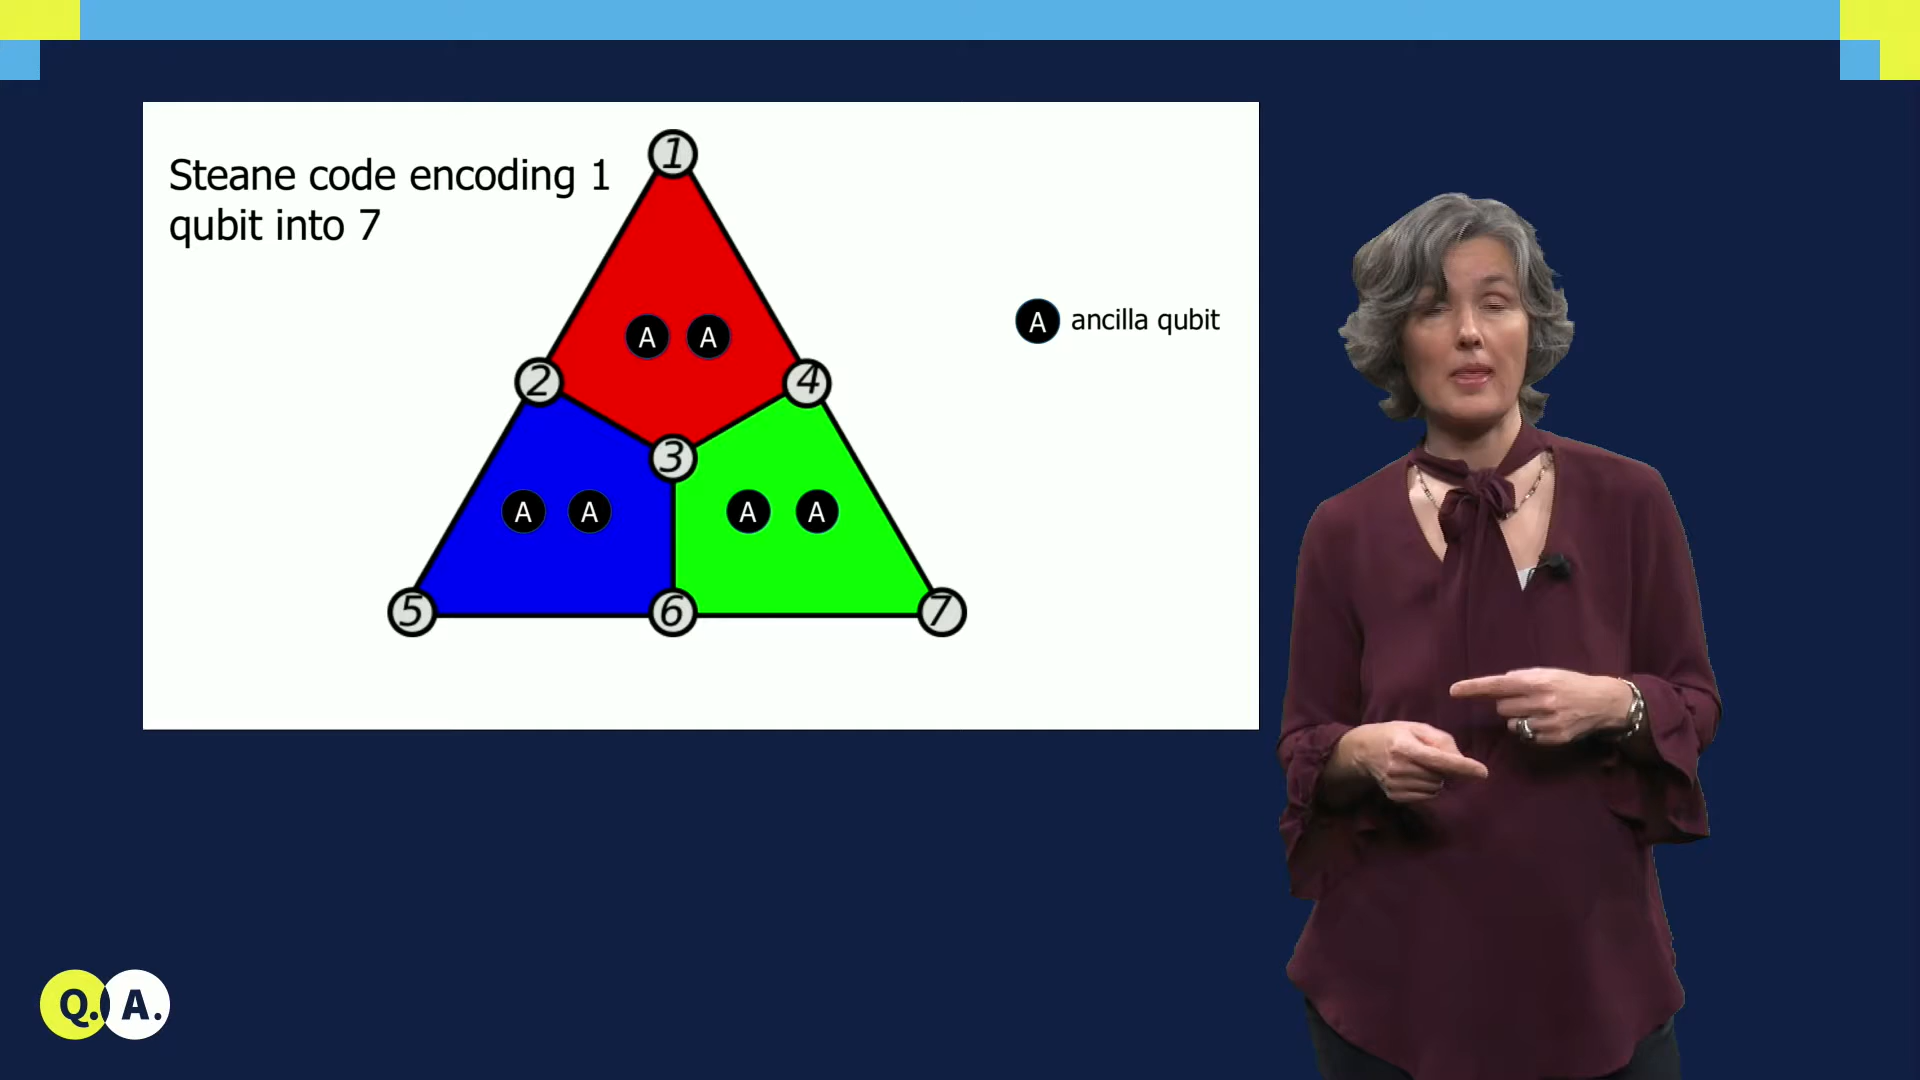 Steane code encoding 1
qubit into 7
1
A A
A ancilla qubit
2
4
3
A A
A A
5
6
7
Q. A.